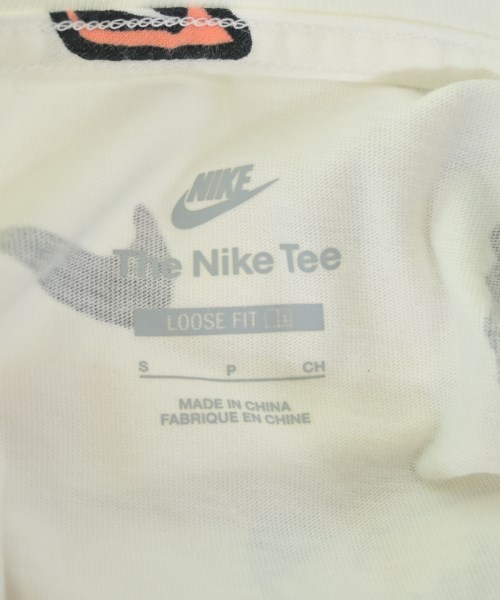 NIKE
The Nike Tee
LOOSE FIT
S P CH
MADE IN CHINA
FABRIQUE EN CHINE